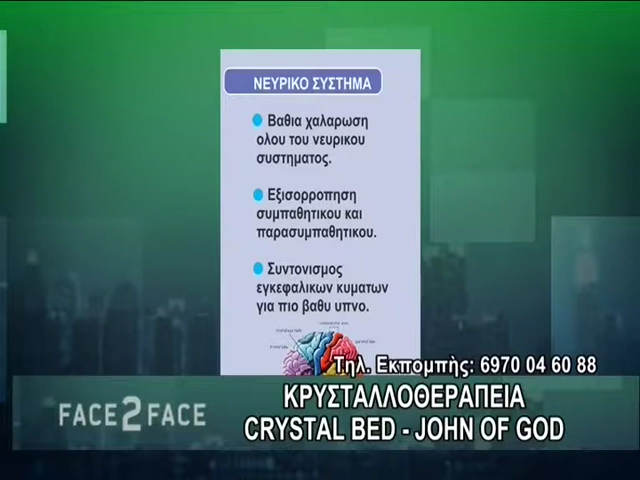 ΝΕΥΡΙΚΟ ΣΥΣΤΗΜΑ
Βαθια χαλαρωση
ολου του νευρικου
συστηματος.
Εξισορροπηση
συμπαθητικου και
παρασυμπαθητικου.
Συντονισμος
εγκεφαλικων κυματων
για πιο βαθυ υπνο.
Τηλ. Εκπομπὴς: 6970 04 60 88
ΚΡΥΣΤΑΛΛΟΘΕΡΑΠΕΙΑ
FACE2FACE
CRYSTAL BED - JOHN OF GOD